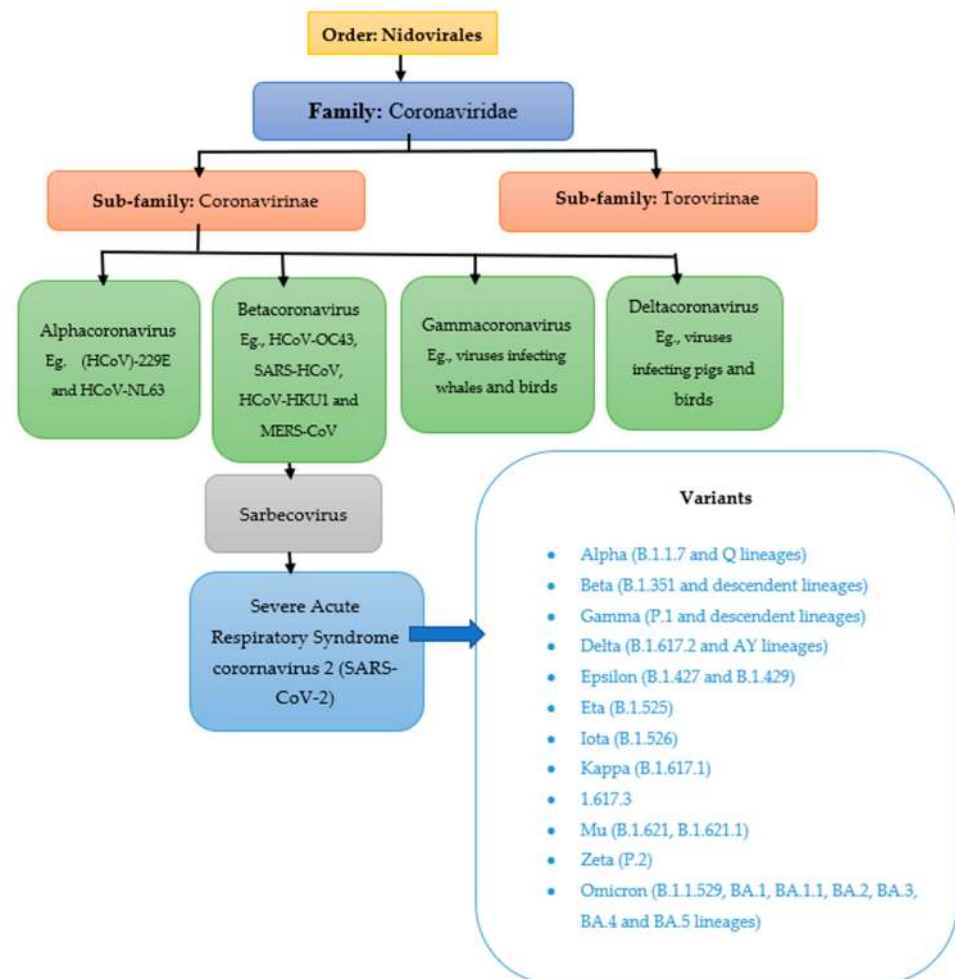 Order: Nidovirales
Family: Coronaviridae
Sub-family: Coronavirinae
Sub-family: Torovirinae
Alphacoronavirus
Eg. (HCoV)-229E
and HCoV-NL63
Betacoronavirus
Eg., HCoV-OC43,
SARS-HCoV,
HCoV-HKU1 and
MERS-CoV
Gammacoronavirus
Eg., viruses infecting
whales and birds
Deltacoronavirus
Eg., viruses
infecting pigs and
birds
Sarbecovirus
Severe Acute
Respiratory Syndrome
corornavirus 2 (SARS-
CoV-2)
Variants
• Alpha (B.1.1.7 and Q lineages)
• Beta (B.1.351 and descendent lineages)
• Gamma (P.1 and descendent lineages)
• Delta (B.1.617.2 and AY lineages)
• Epsilon (B.1.427 and B.1.429)
• Eta (B.1.525)
• Iota (B.1.526)
• Kappa (B.1.617.1)
• 1.617.3
• Mu (B.1.621, B.1.621.1)
• Zeta (P.2)
• Omicron (B.1.1.529, BA.1, BA.1.1, BA.2, BA.3,
BA.4 and BA.5 lineages)